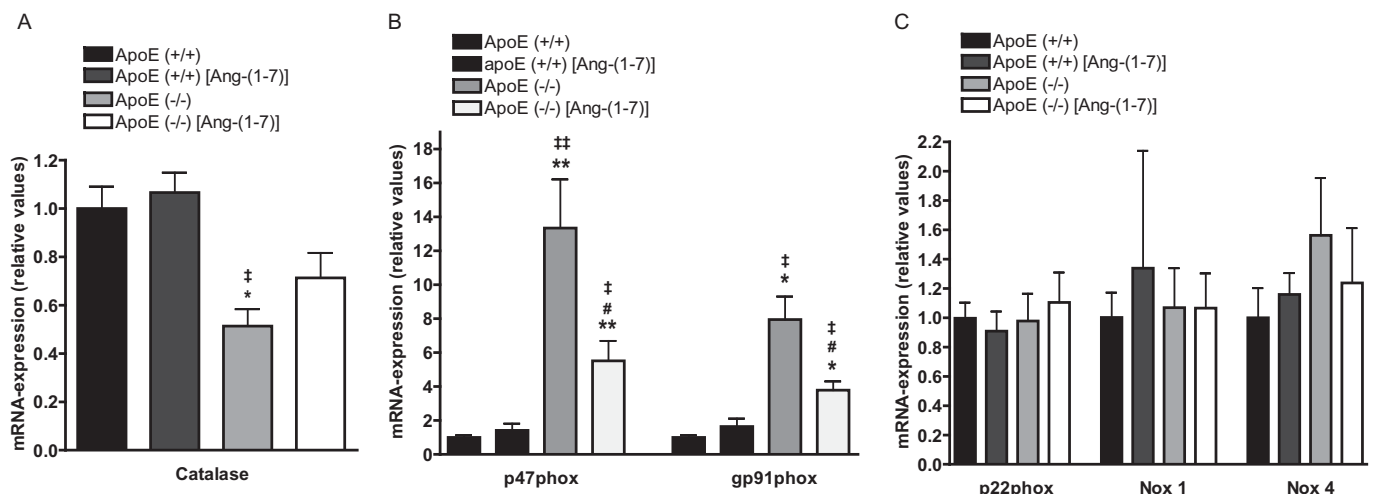 A
ApoE (+/+)
ApoE (+/+) [Ang-(1-7)]
ApoE (-/-)
ApoE (-/-) [Ang-(1-7)]
mRNA-expression (relative values)
1.2
1.0
0.8
0.6
0.4
0.2
0.0
‡
*
Catalase
B
ApoE (+/+)
apoE (+/+) [Ang-(1-7)]
ApoE (-/-)
ApoE (-/-) [Ang-(1-7)]
mRNA-expression (relative values)
18
16
14
12
10
8
6
4
2
0
‡‡
**
‡
#
**
‡
*
‡
#
*
p47phox
gp91phox
C
ApoE (+/+)
ApoE (+/+) [Ang-(1-7)]
ApoE (-/-)
ApoE (-/-) [Ang-(1-7)]
mRNA-expression (relative values)
2.2
2.0
1.8
1.6
1.4
1.2
1.0
0.8
0.6
0.4
0.2
0.0
p22phox
Nox 1
Nox 4